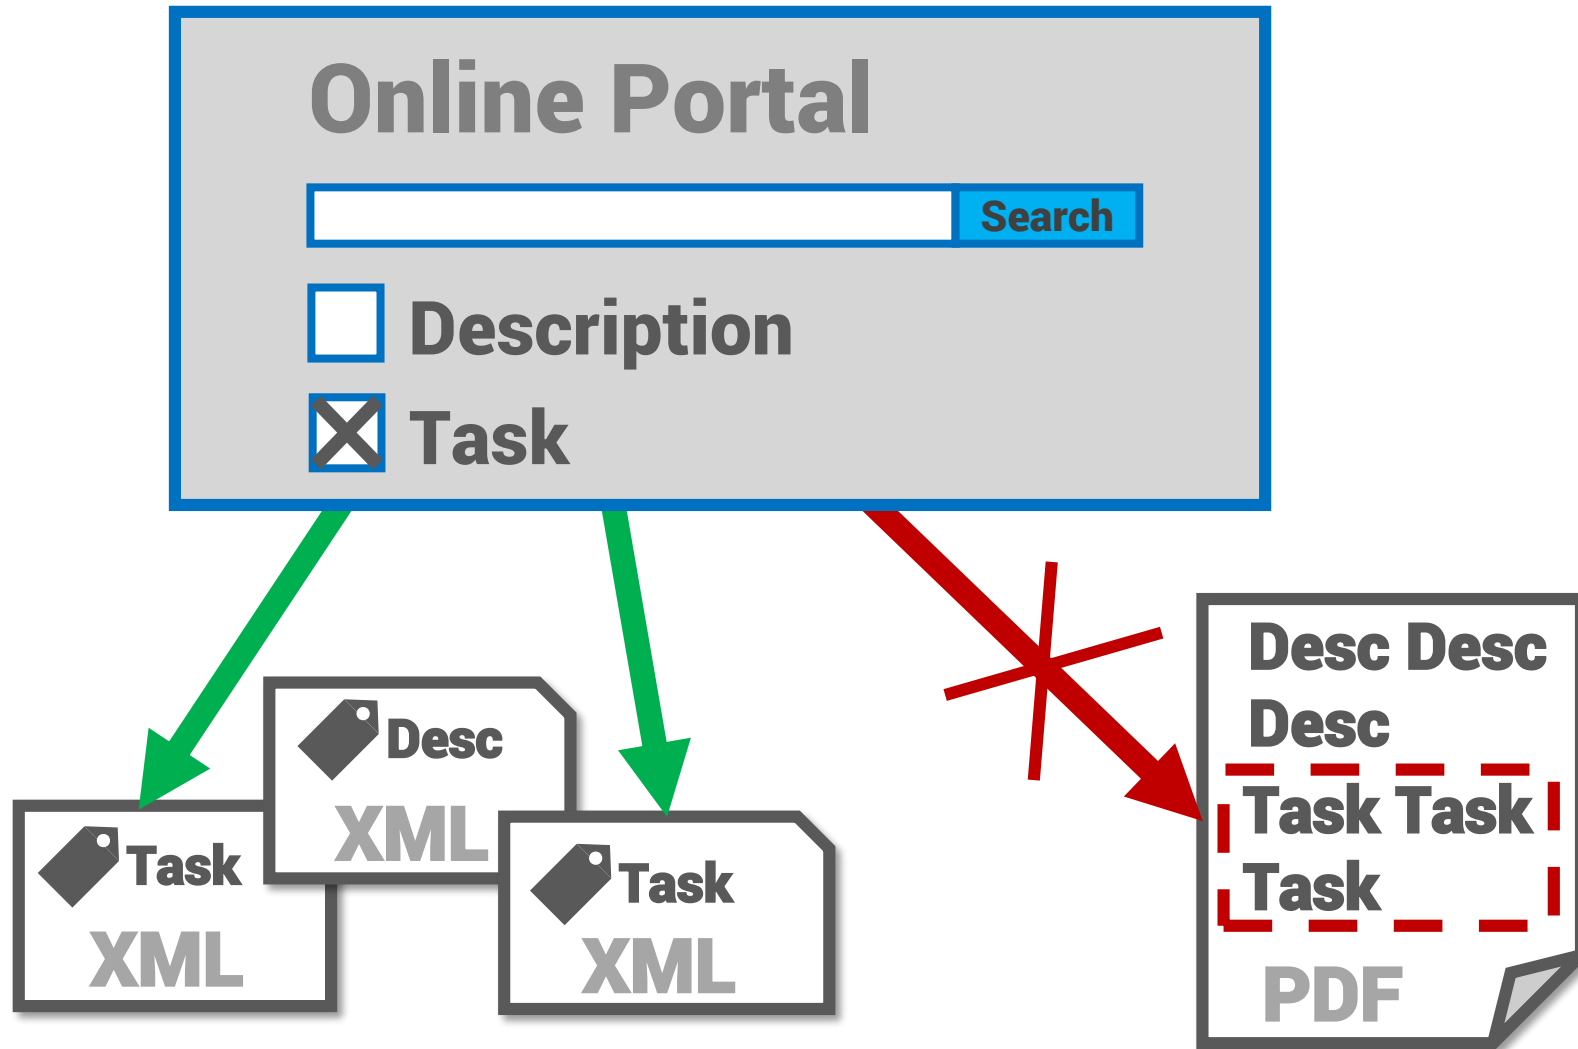 Online Portal
Search
Description
Task
Desc
XML
Task
XML
Task
XML
Desc Desc
Desc
Task Task
Task
PDF